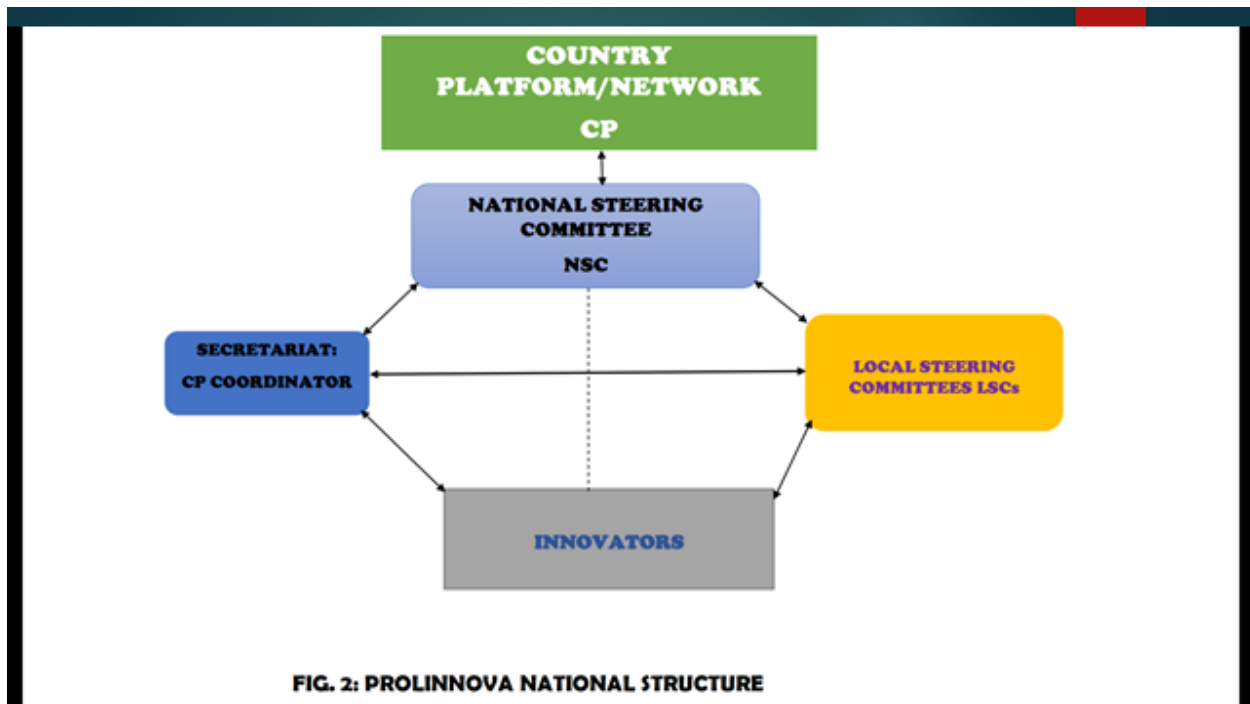 COUNTRY
PLATFORM/NETWORK
CP
NATIONAL STEERING
COMMITTEE
NSC
SECRETARIAT:
CP COORDINATOR
LOCAL STEERING
COMMITTEES LSCs
INNOVATORS
FIG. 2: PROLINNOVA NATIONAL STRUCTURE